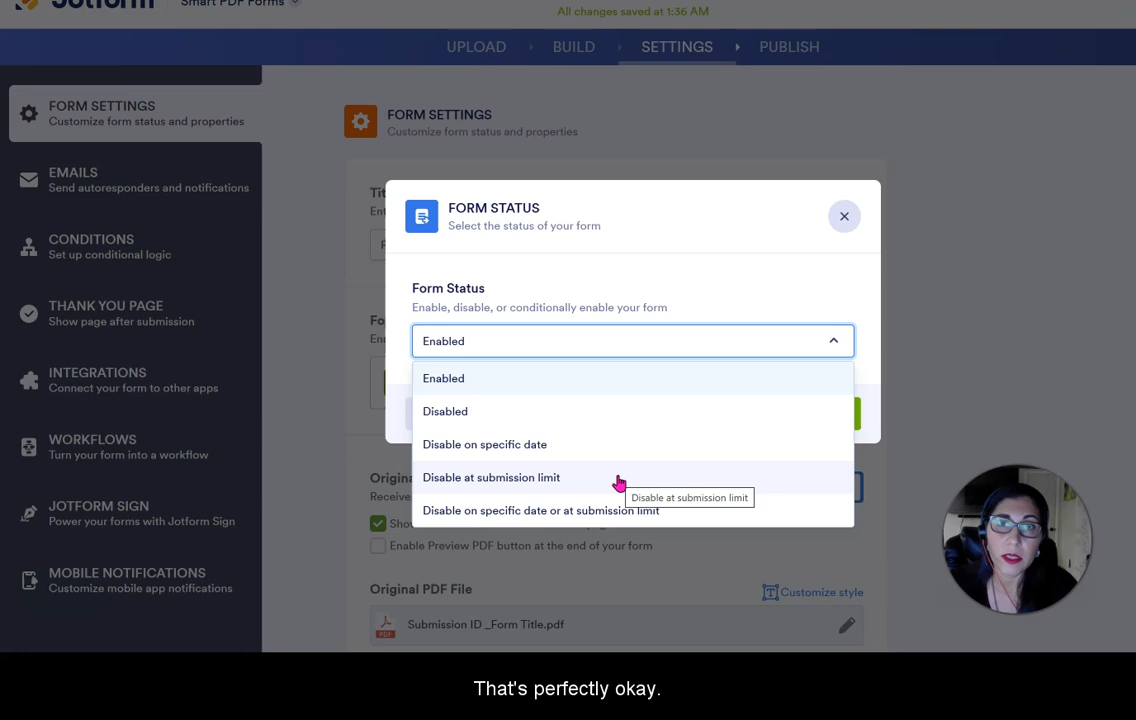 Jotform
Smart PDF Forms
All changes saved at 1:36 AM
UPLOAD
BUILD
SETTINGS
PUBLISH
FORM SETTINGS
Customize form status and properties
EMAILS
Send autoresponders and notifications
CONDITIONS
Set up conditional logic
THANK YOU PAGE
Show page after submission
INTEGRATIONS
Connect your form to other apps
WORKFLOWS
Turn your form into a workflow
JOTFORM SIGN
Power your forms with Jotform Sign
MOBILE NOTIFICATIONS
Customize mobile app notifications
FORM SETTINGS
Customize form status and properties
FORM STATUS
Select the status of your form
Form Status
Enable, disable, or conditionally enable your form
Enabled
Enabled
Disabled
Disable on specific date
Disable at submission limit
Disable at submission limit
Disable on specific date or at submission limit
Enable Preview PDF button at the end of your form
Original PDF File
Customize style
PDF
Submission ID _Form Title.pdf
That's perfectly okay.